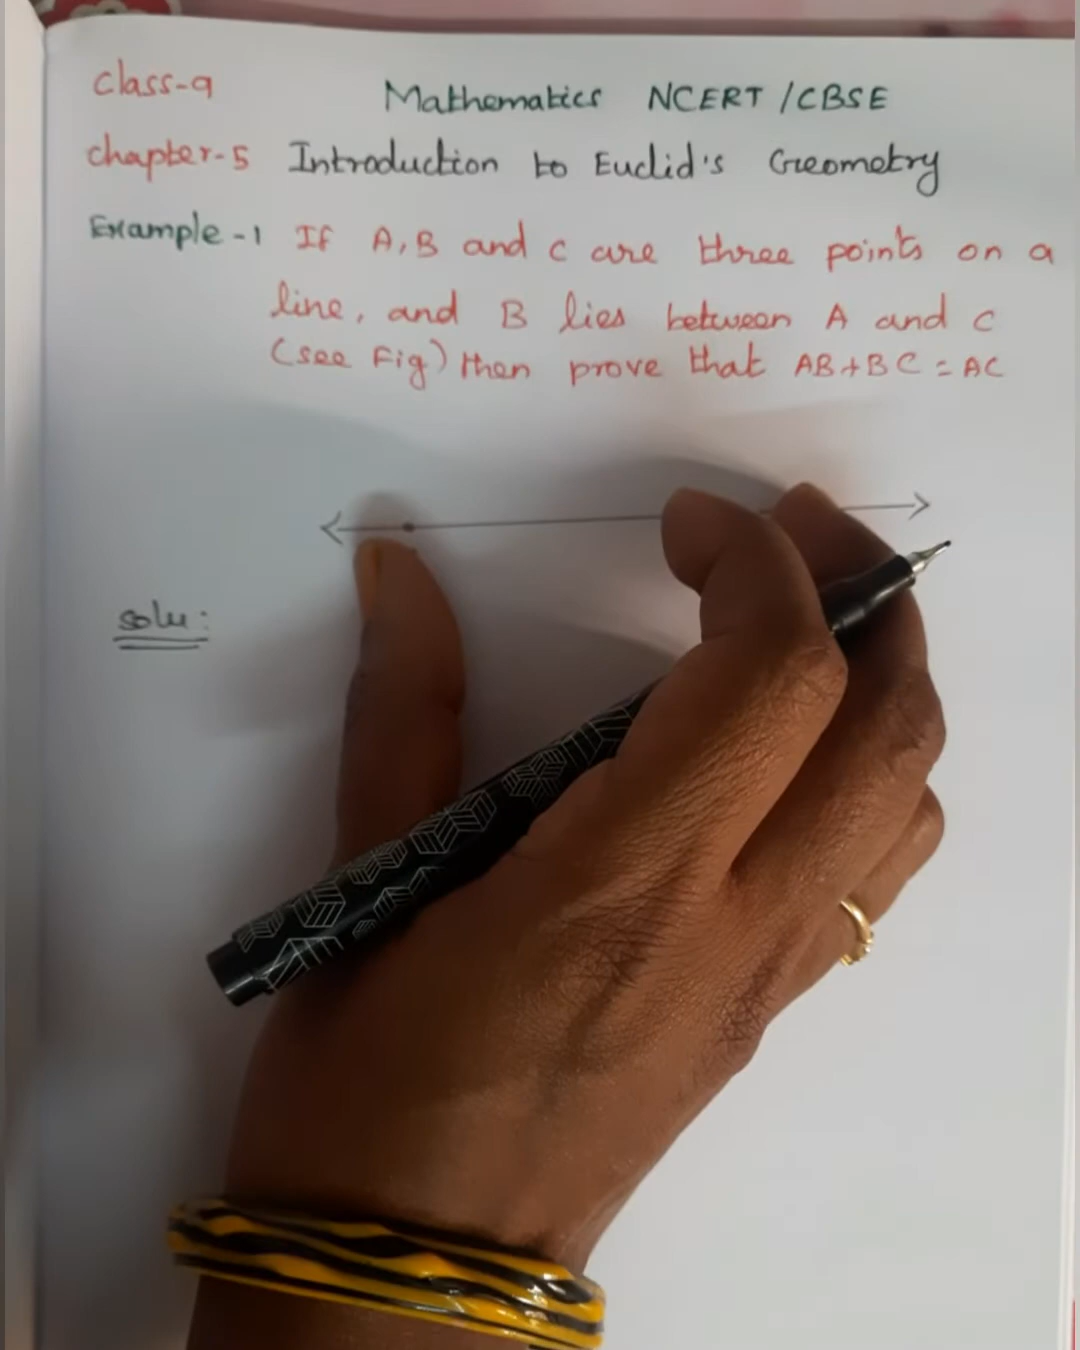 Class-9
Mathematics NCERT / CBSE
Chapter-5 Introduction to Euclid's Geometry
Example-1 If A, B and C are three points on a
line, and B lies between A and C
(see Fig) then prove that AB+BC = AC
Solu: